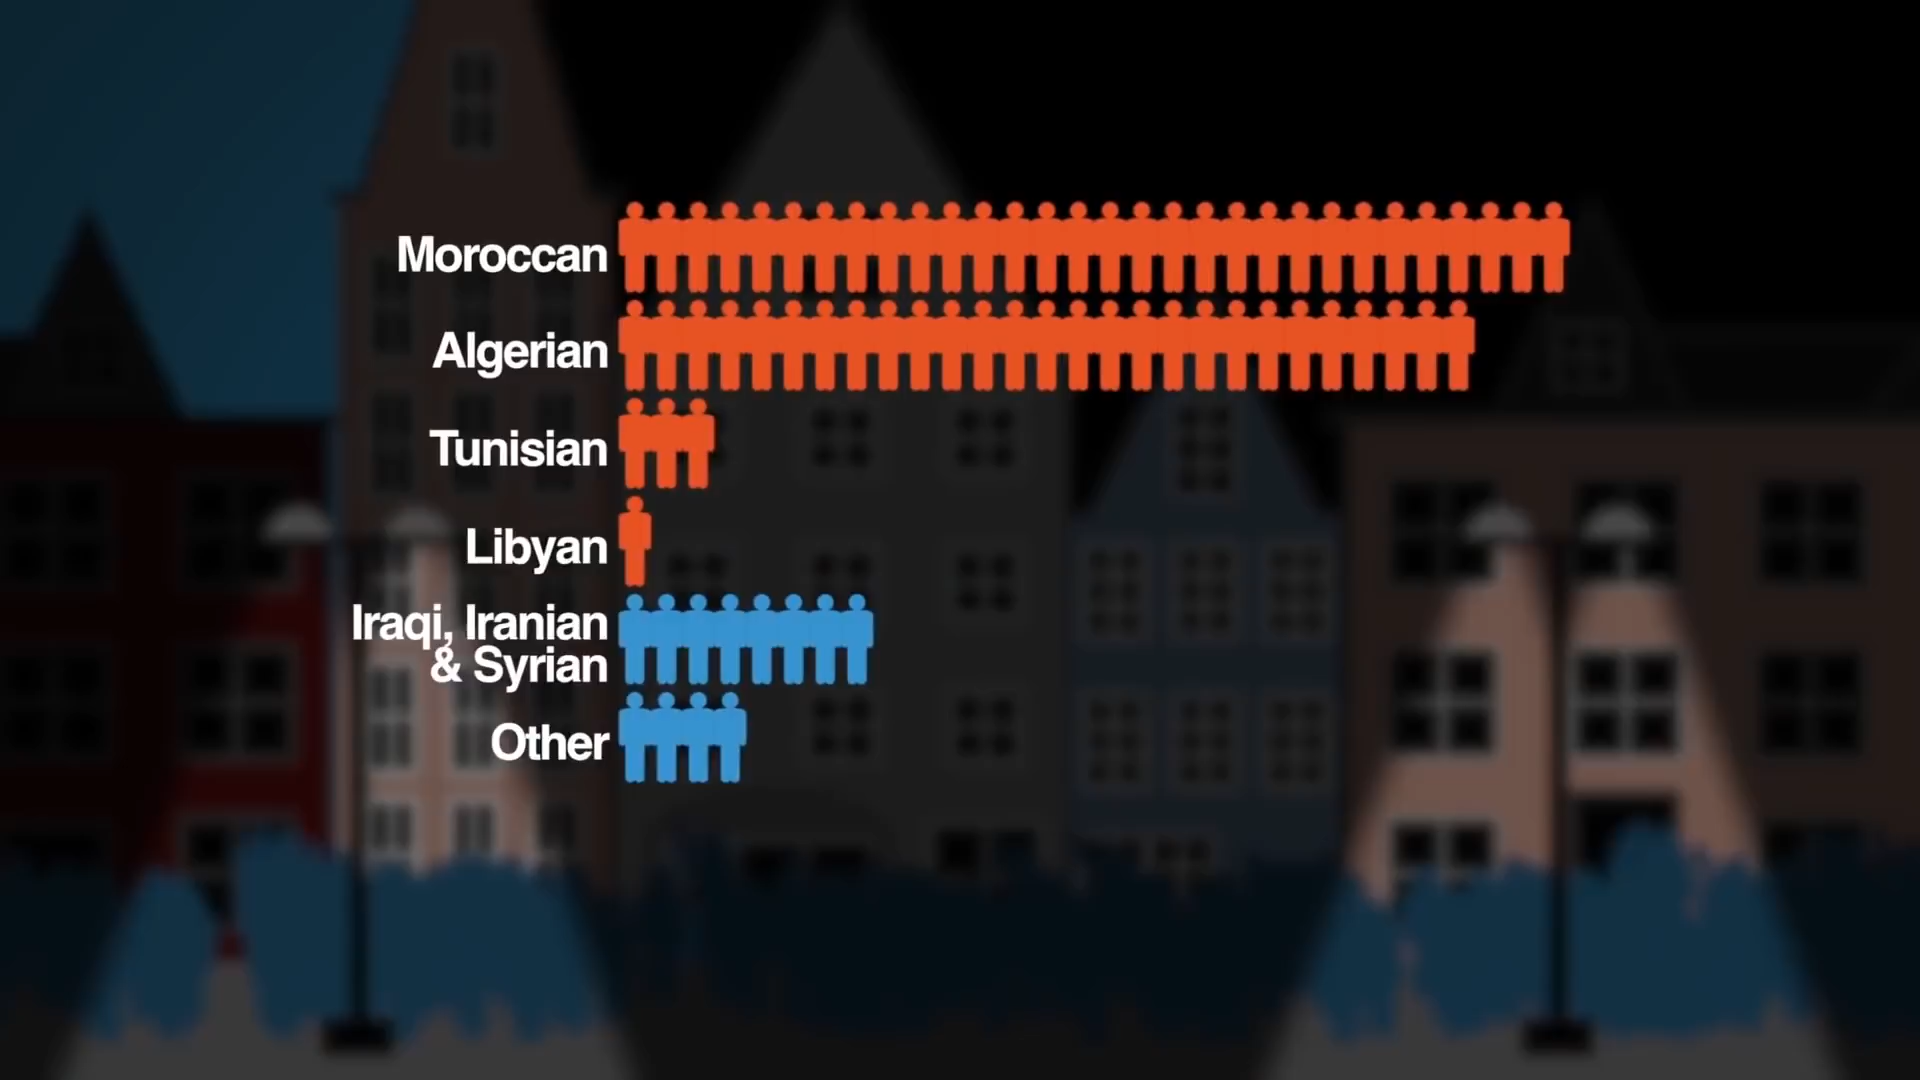 Moroccan
Algerian
Tunisian
Libyan
Iraqi, Iranian
& Syrian
Other